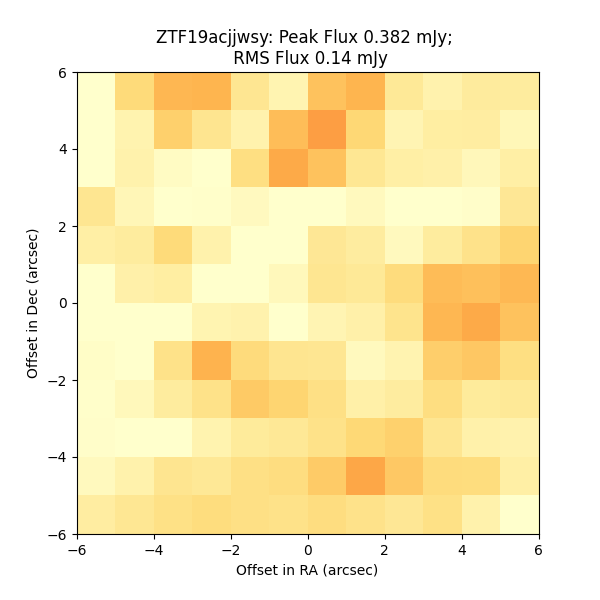 ZTF19acjjwsy: Peak Flux 0.382 mJy;
RMS Flux 0.14 mJy
6
4
2
0
−2
−4
−6
Offset in Dec (arcsec)
−6 −4 −2 0 2 4 6
Offset in RA (arcsec)